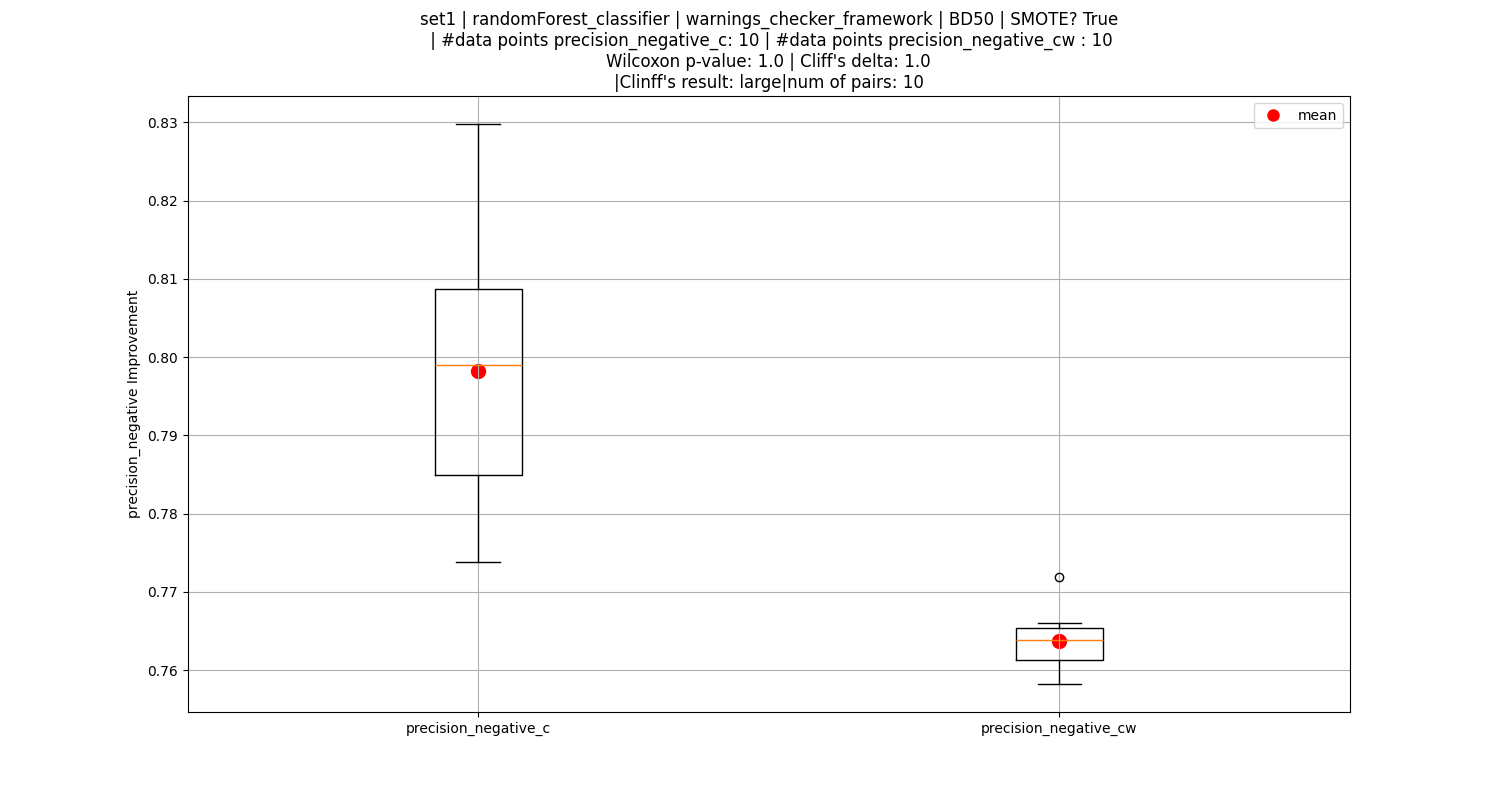 set1 | randomForest_classifier | warnings_checker_framework | BD50 | SMOTE? True
| #data points precision_negative_c: 10 | #data points precision_negative_cw : 10
Wilcoxon p-value: 1.0 | Cliff's delta: 1.0
|Clinff's result: large|num of pairs: 10
mean
precision_negative Improvement
0.83
0.82
0.81
0.80
0.79
0.78
0.77
0.76
precision_negative_c
precision_negative_cw